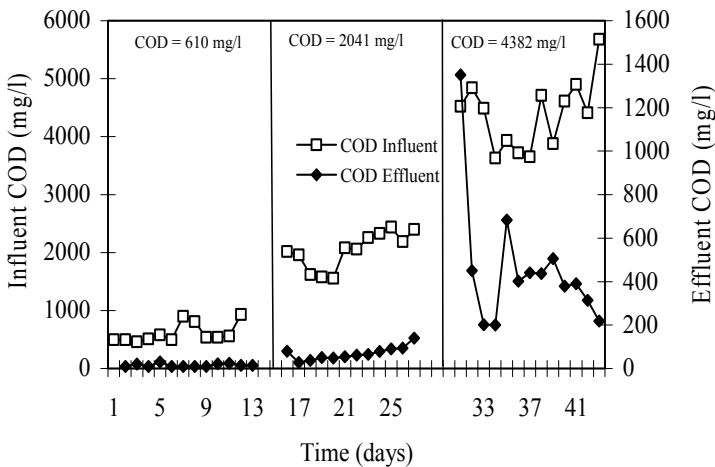 COD = 610 mg/l
COD = 2041 mg/l
COD = 4382 mg/l
COD Influent
COD Effluent
Influent COD (mg/l)
6000
5000
4000
3000
2000
1000
0
Effluent COD (mg/l)
1600
1400
1200
1000
800
600
400
200
0
1 5 9 13 17 21 25 33 37 41
Time (days)